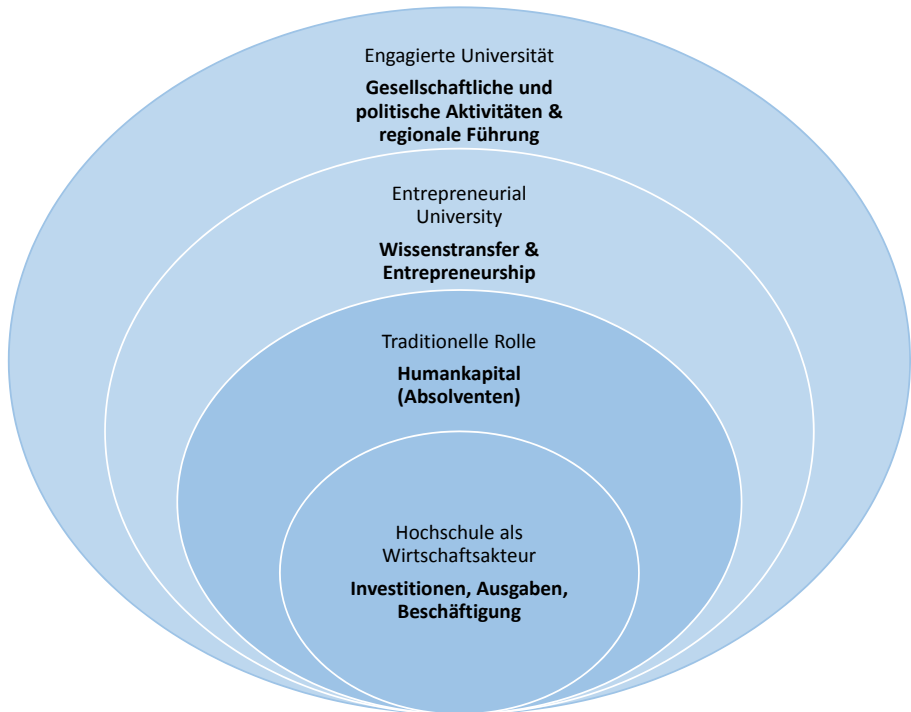 Engagierte Universität
Gesellschaftliche und
politische Aktivitäten &
regionale Führung
Entrepreneurial
University
Wissenstransfer &
Entrepreneurship
Traditionelle Rolle
Humankapital
(Absolventen)
Hochschule als
Wirtschaftsakteur
Investitionen, Ausgaben,
Beschäftigung